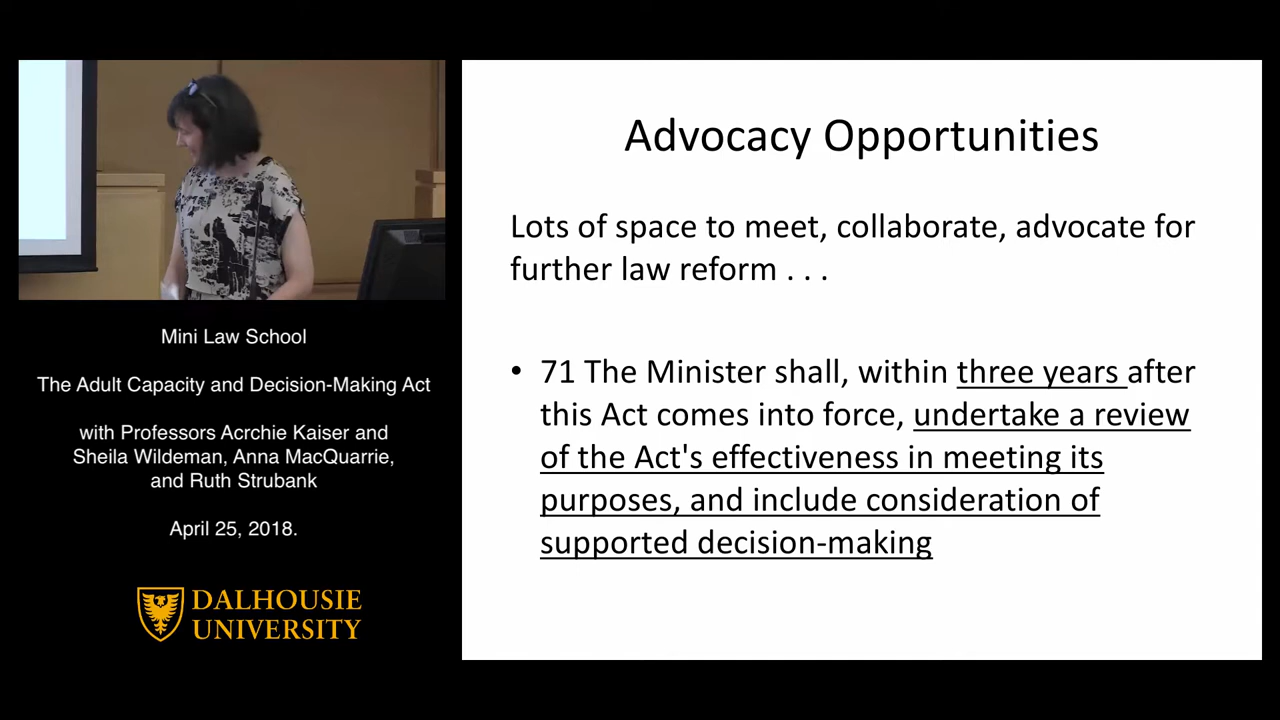 Mini Law School
The Adult Capacity and Decision-Making Act
with Professors Acrchie Kaiser and
Sheila Wildeman, Anna MacQuarrie,
and Ruth Strubank
April 25, 2018.
DALHOUSIE
UNIVERSITY
Advocacy Opportunities
Lots of space to meet, collaborate, advocate for
further law reform . . .
• 71 The Minister shall, within three years after
this Act comes into force, undertake a review
of the Act's effectiveness in meeting its
purposes, and include consideration of
supported decision-making